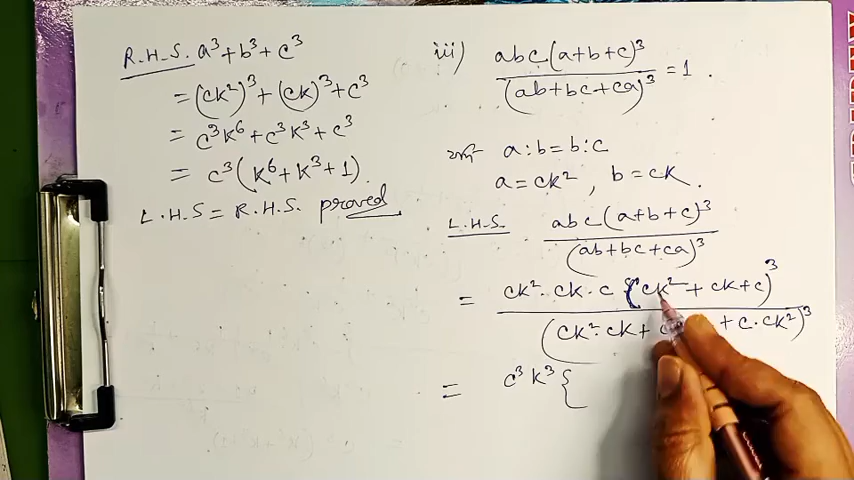 R.H.S. a³+b³+c³
=(ck²)³+(ck)³+c³
= c³k⁶+c³k³+c³
= c³(k⁶+k³+1).
L.H.S = R.H.S. proved
iii) abc(a+b+c)³ / (ab+bc+ca)³ = 1.
a:b=b:c
a=ck², b=ck.
L.H.S. abc(a+b+c)³ / (ab+bc+ca)³
= ck²·ck·c (ck²+ck+c)³ / (ck²·ck+ +c·ck²)³
= c³k³{